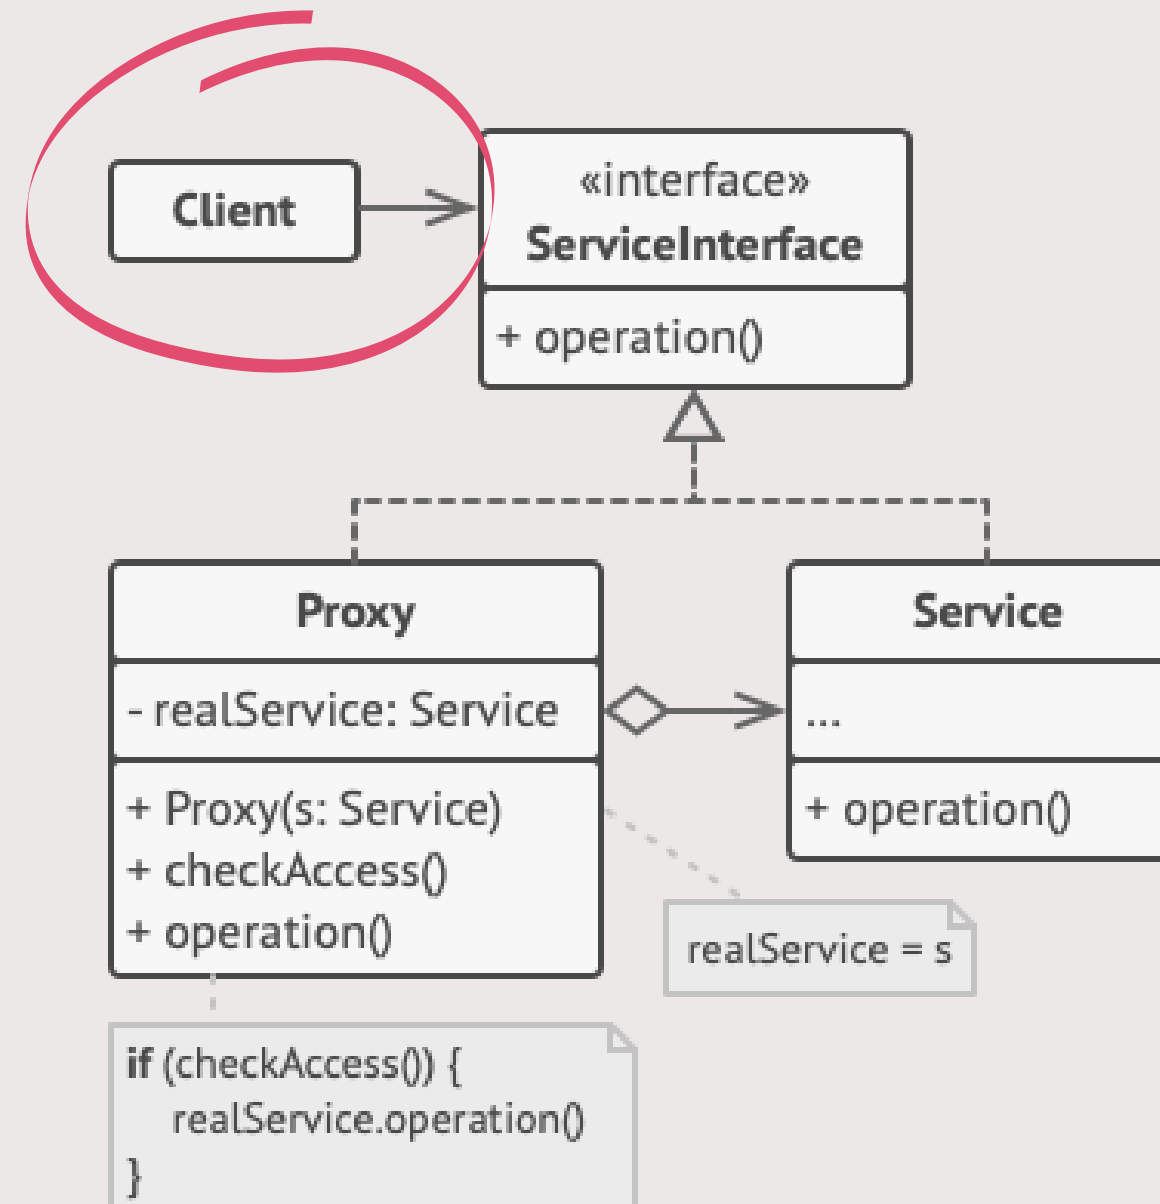 Client
«interface»
ServiceInterface
+ operation()
Proxy
- realService: Service
+ Proxy(s: Service)
+ checkAccess()
+ operation()
Service
...
+ operation()
realService = s
if (checkAccess()) {
realService.operation()
}